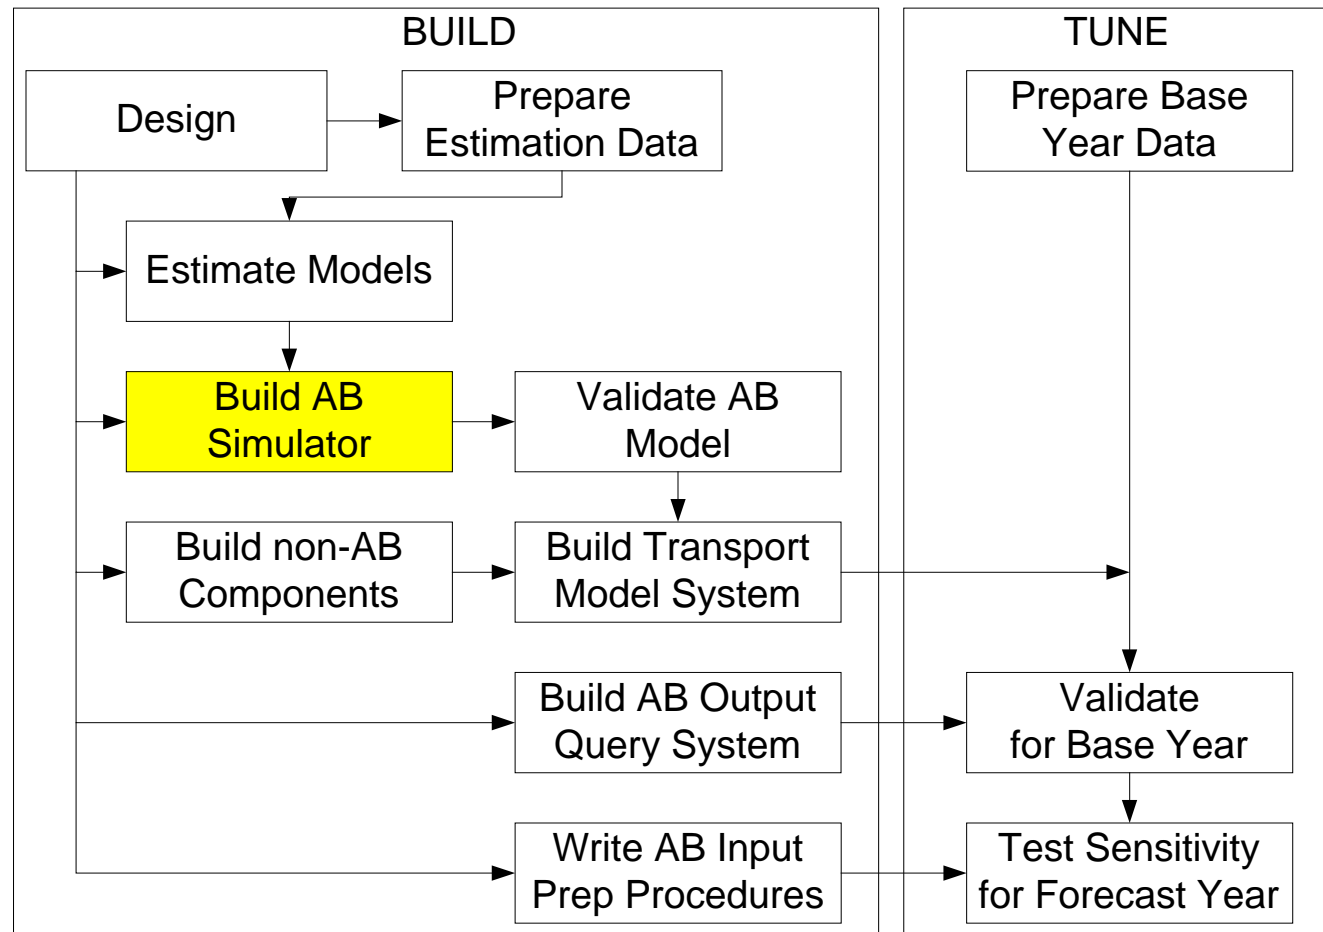 BUILD
TUNE
Design
Prepare
Estimation Data
Prepare Base
Year Data
Estimate Models
Build AB
Simulator
Validate AB
Model
Build non-AB
Components
Build Transport
Model System
Build AB Output
Query System
Validate
for Base Year
Write AB Input
Prep Procedures
Test Sensitivity
for Forecast Year